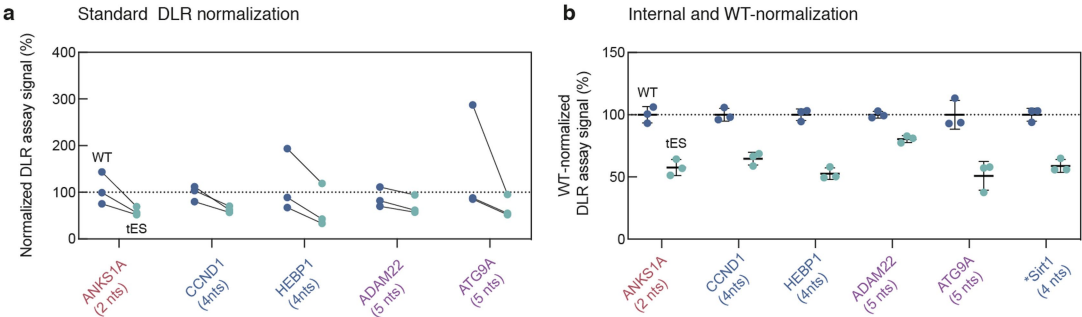 a
Standard DLR normalization
Normalized DLR assay signal (%)
400
300
200
100
0
WT
tES
ANKS1A
(2 nts)
CCND1
(4nts)
HEBP1
(4nts)
ADAM22
(5 nts)
ATG9A
(5 nts)
b
Internal and WT-normalization
WT-normalized
DLR assay signal (%)
150
100
50
0
WT
tES
ANKS1A
(2 nts)
CCND1
(4nts)
HEBP1
(4nts)
ADAM22
(5 nts)
ATG9A
(5 nts)
*Sirt1
(4 nts)